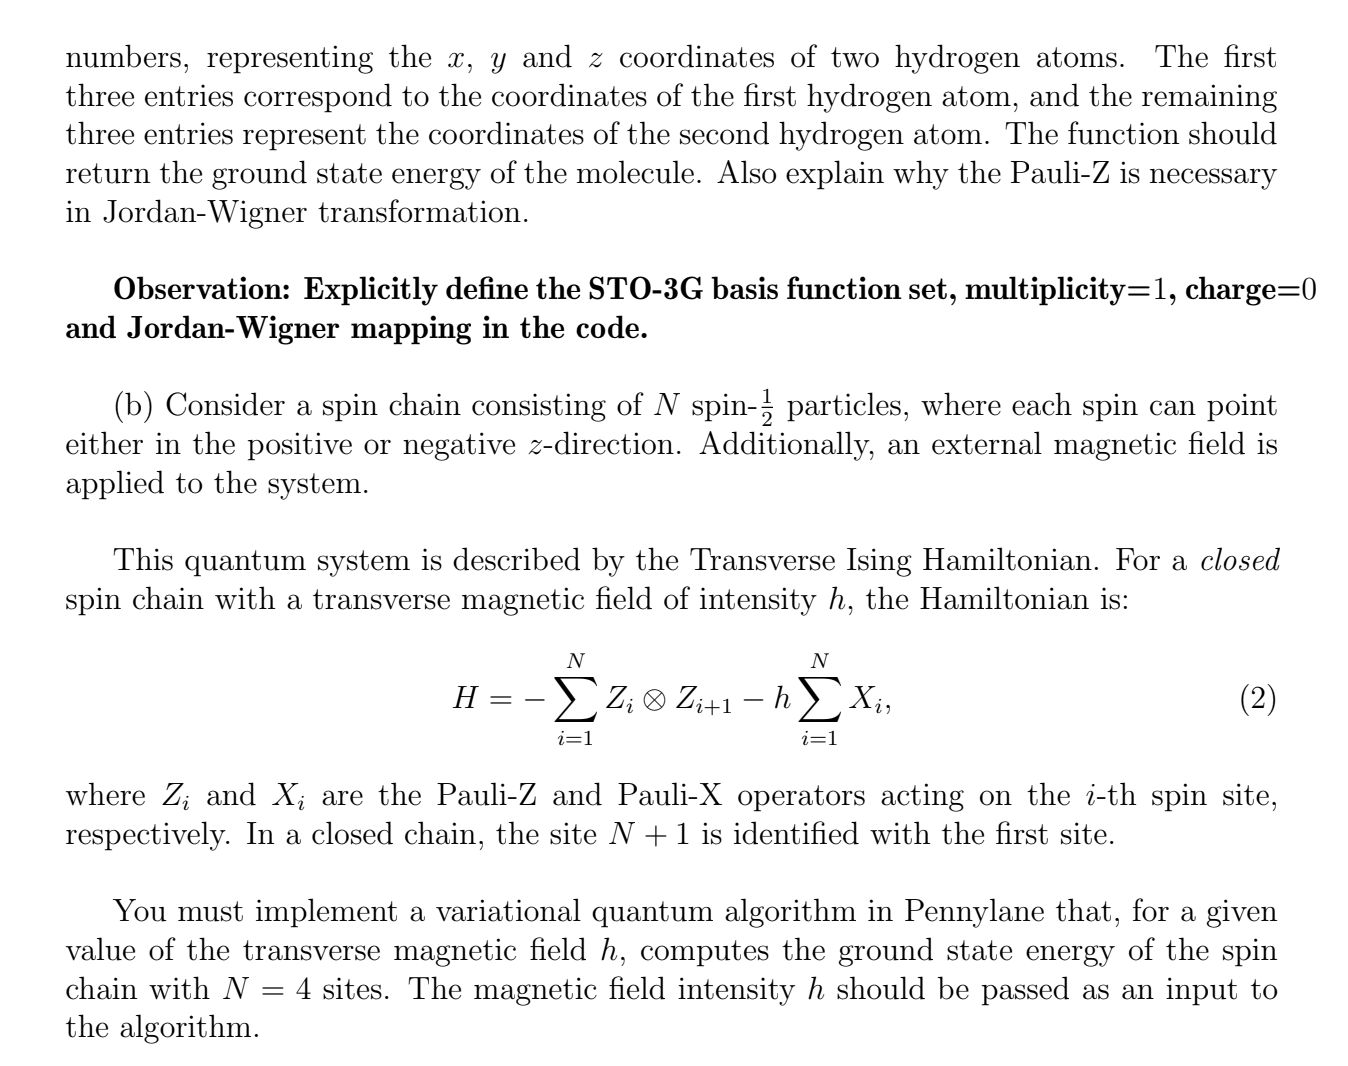 numbers, representing the x, y and z coordinates of two hydrogen atoms. The first
three entries correspond to the coordinates of the first hydrogen atom, and the remaining
three entries represent the coordinates of the second hydrogen atom. The function should
return the ground state energy of the molecule. Also explain why the Pauli-Z is necessary
in Jordan-Wigner transformation.
Observation: Explicitly define the STO-3G basis function set, multiplicity=1, charge=0
and Jordan-Wigner mapping in the code.
(b) Consider a spin chain consisting of N spin-½ particles, where each spin can point
either in the positive or negative z-direction. Additionally, an external magnetic field is
applied to the system.
This quantum system is described by the Transverse Ising Hamiltonian. For a closed
spin chain with a transverse magnetic field of intensity h, the Hamiltonian is:
H = − ∑_{i=1}^{N} Z_i ⊗ Z_{i+1} − h ∑_{i=1}^{N} X_i, (2)
where Z_i and X_i are the Pauli-Z and Pauli-X operators acting on the i-th spin site,
respectively. In a closed chain, the site N + 1 is identified with the first site.
You must implement a variational quantum algorithm in Pennylane that, for a given
value of the transverse magnetic field h, computes the ground state energy of the spin
chain with N = 4 sites. The magnetic field intensity h should be passed as an input to
the algorithm.